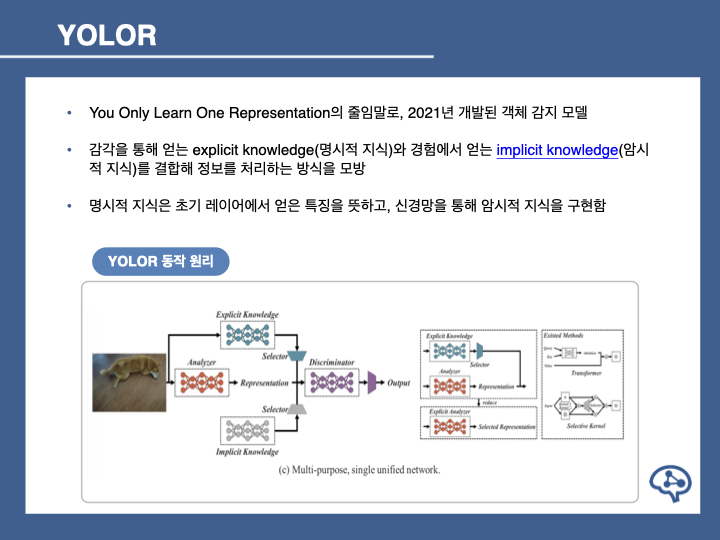 YOLOR
• You Only Learn One Representation의 줄임말로, 2021년 개발된 객체 감지 모델
• 감각을 통해 얻는 explicit knowledge(명시적 지식)와 경험에서 얻는 implicit knowledge(암시
적 지식)를 결합해 정보를 처리하는 방식을 모방
• 명시적 지식은 초기 레이어에서 얻은 특징을 뜻하고, 신경망을 통해 암시적 지식을 구현함
YOLOR 동작 원리
Explicit Knowledge
Selector
Analyzer
Representation
Discriminator
Output
Selector
Implicit Knowledge
Explicit Knowledge
Selector
Analyzer
Representation
reduce
Explicit Analyzer
Selected Representation
Existed Methods
Transformer
Selective Kernel
(c) Multi-purpose, single unified network.